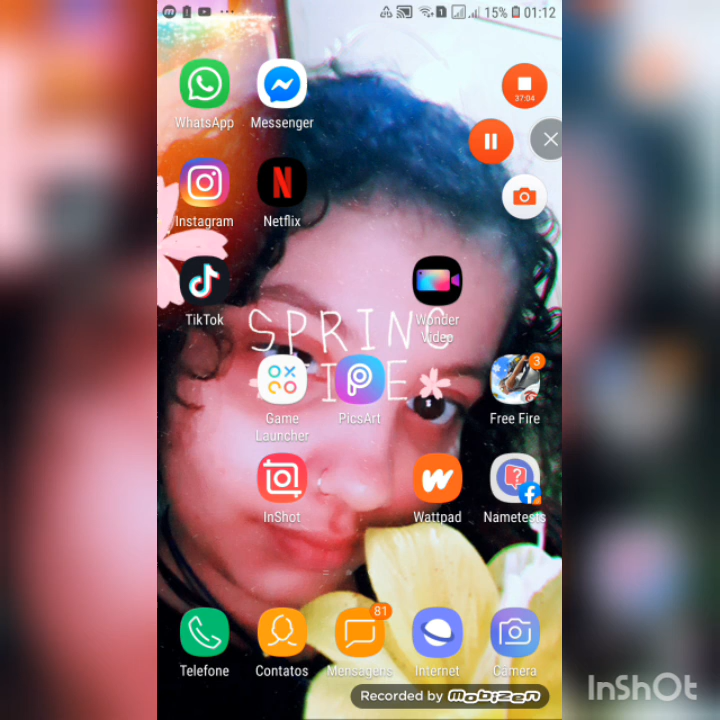 15% 01:12
WhatsApp
Messenger
37:04
Instagram
Netflix
TikTok
Wonder
Video
SPRING
Game
Launcher
PicsArt
3
Free Fire
InShot
Wattpad
Nametests
81
Telefone
Contatos
Mensagens
Internet
Câmera
Recorded by mobizen
InShOt